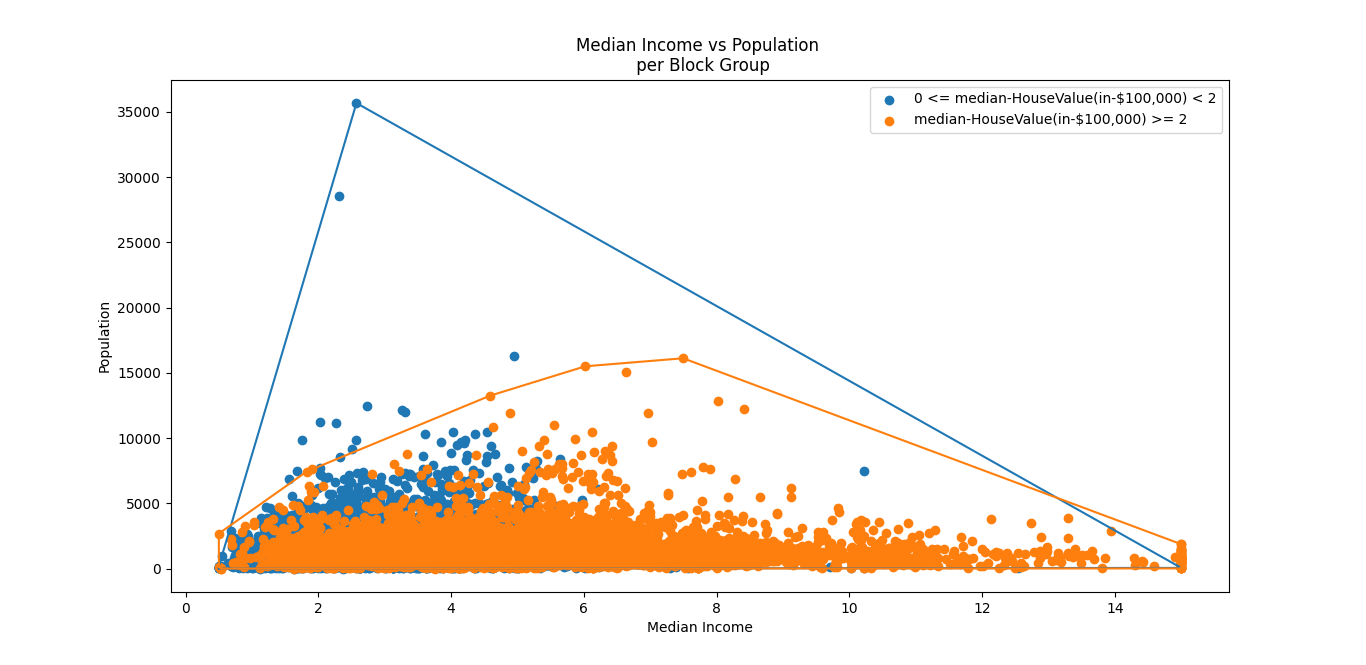 Median Income vs Population
per Block Group
0 <= median-HouseValue(in-$100,000) < 2
median-HouseValue(in-$100,000) >= 2
35000
30000
25000
20000
15000
10000
5000
0
Population
0 2 4 6 8 10 12 14
Median Income